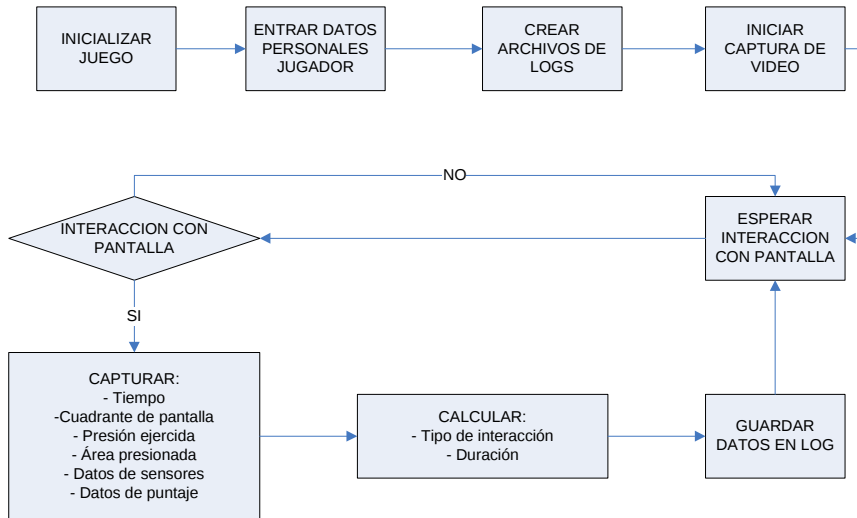 INICIALIZAR
JUEGO
ENTRAR DATOS
PERSONALES
JUGADOR
CREAR
ARCHIVOS DE
LOGS
INICIAR
CAPTURA DE
VIDEO
NO
INTERACCION CON
PANTALLA
ESPERAR
INTERACCION
CON PANTALLA
SI
CAPTURAR:
- Tiempo
-Cuadrante de pantalla
- Presión ejercida
- Área presionada
- Datos de sensores
- Datos de puntaje
CALCULAR:
- Tipo de interacción
- Duración
GUARDAR
DATOS EN LOG